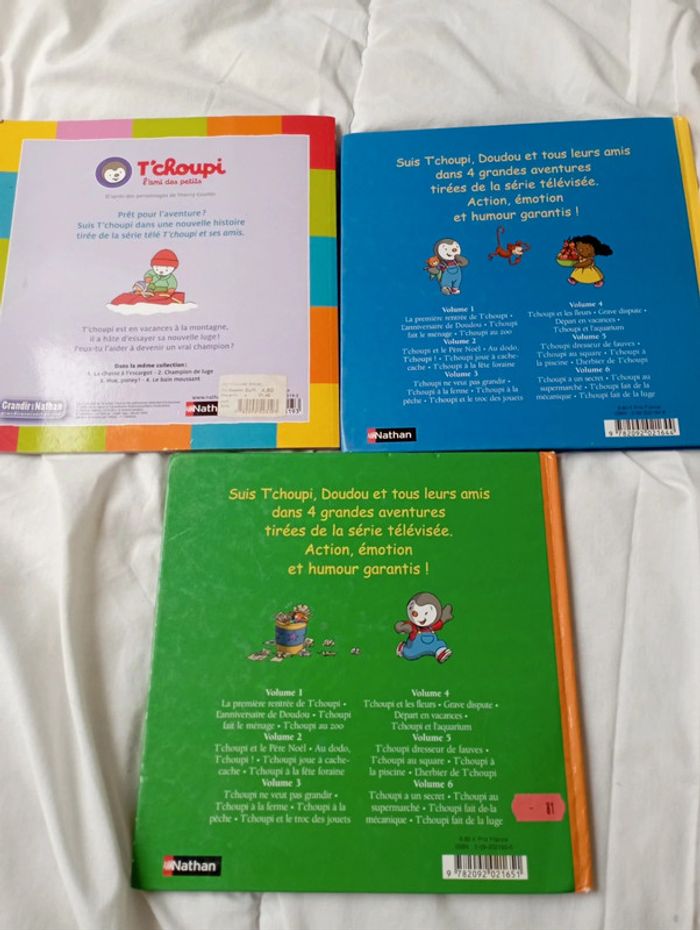 T'choupi
l'ami des petits
D'après des personnages de Thierry Courtin
Prêt pour l'aventure ?
Suis T'choupi dans une nouvelle histoire
tirée de la série télé T'choupi et ses amis.
T'choupi est en vacances à la montagne,
il a hâte d'essayer sa nouvelle luge !
Peux-tu l'aider à devenir un vrai champion ?
Dans la même collection :
1. La chasse à l'escargot - 2. Champion de luge
3. Hue, poney ! - 4. Le bain moussant
Grandir Nathan
www.nath
Nath
Suis T'choupi, Doudou et tous leurs amis
dans 4 grandes aventures
tirées de la série télévisée.
Action, émotion
et humour garantis !
Volume 1
La première rentrée de T'choupi •
L'anniversaire de Doudou • T'choupi
fait le ménage • T'choupi au zoo
Volume 2
T'choupi et le Père Noël • Au dodo,
T'choupi ! • T'choupi joue à cache-
cache • T'choupi à la fête foraine
Volume 3
T'choupi ne veut pas grandir •
T'choupi à la ferme • T'choupi à la
pêche • T'choupi et le troc des jouets
Volume 4
T'choupi et les fleurs • Grave dispute •
Départ en vacances •
T'choupi et l'aquarium
Volume 5
T'choupi dresseur de fauves •
T'choupi au square • T'choupi à
la piscine • L'herbier de T'choupi
Volume 6
T'choupi a un secret • T'choupi au
supermarché • T'choupi fait de la
mécanique • T'choupi fait de la luge
Nathan
9 782092 021644
Suis T'choupi, Doudou et tous leurs amis
dans 4 grandes aventures
tirées de la série télévisée.
Action, émotion
et humour garantis !
Volume 1
La première rentrée de T'choupi •
L'anniversaire de Doudou • T'choupi
fait le ménage • T'choupi au zoo
Volume 2
T'choupi et le Père Noël • Au dodo,
T'choupi ! • T'choupi joue à cache-
cache • T'choupi à la fête foraine
Volume 3
T'choupi ne veut pas grandir •
• T'choupi à la ferme • T'choupi à la
pêche • T'choupi et le troc des jouets
Volume 4
T'choupi et les fleurs • Grave dispute •
Départ en vacances •
T'choupi et l'aquarium
Volume 5
T'choupi dresseur de fauves •
T'choupi au square • T'choupi à
la piscine • L'herbier de T'choupi
Volume 6
T'choupi a un secret • T'choupi au
supermarché • T'choupi fait de la
mécanique • T'choupi fait de la luge
- 81
Nathan
9 782092 021651